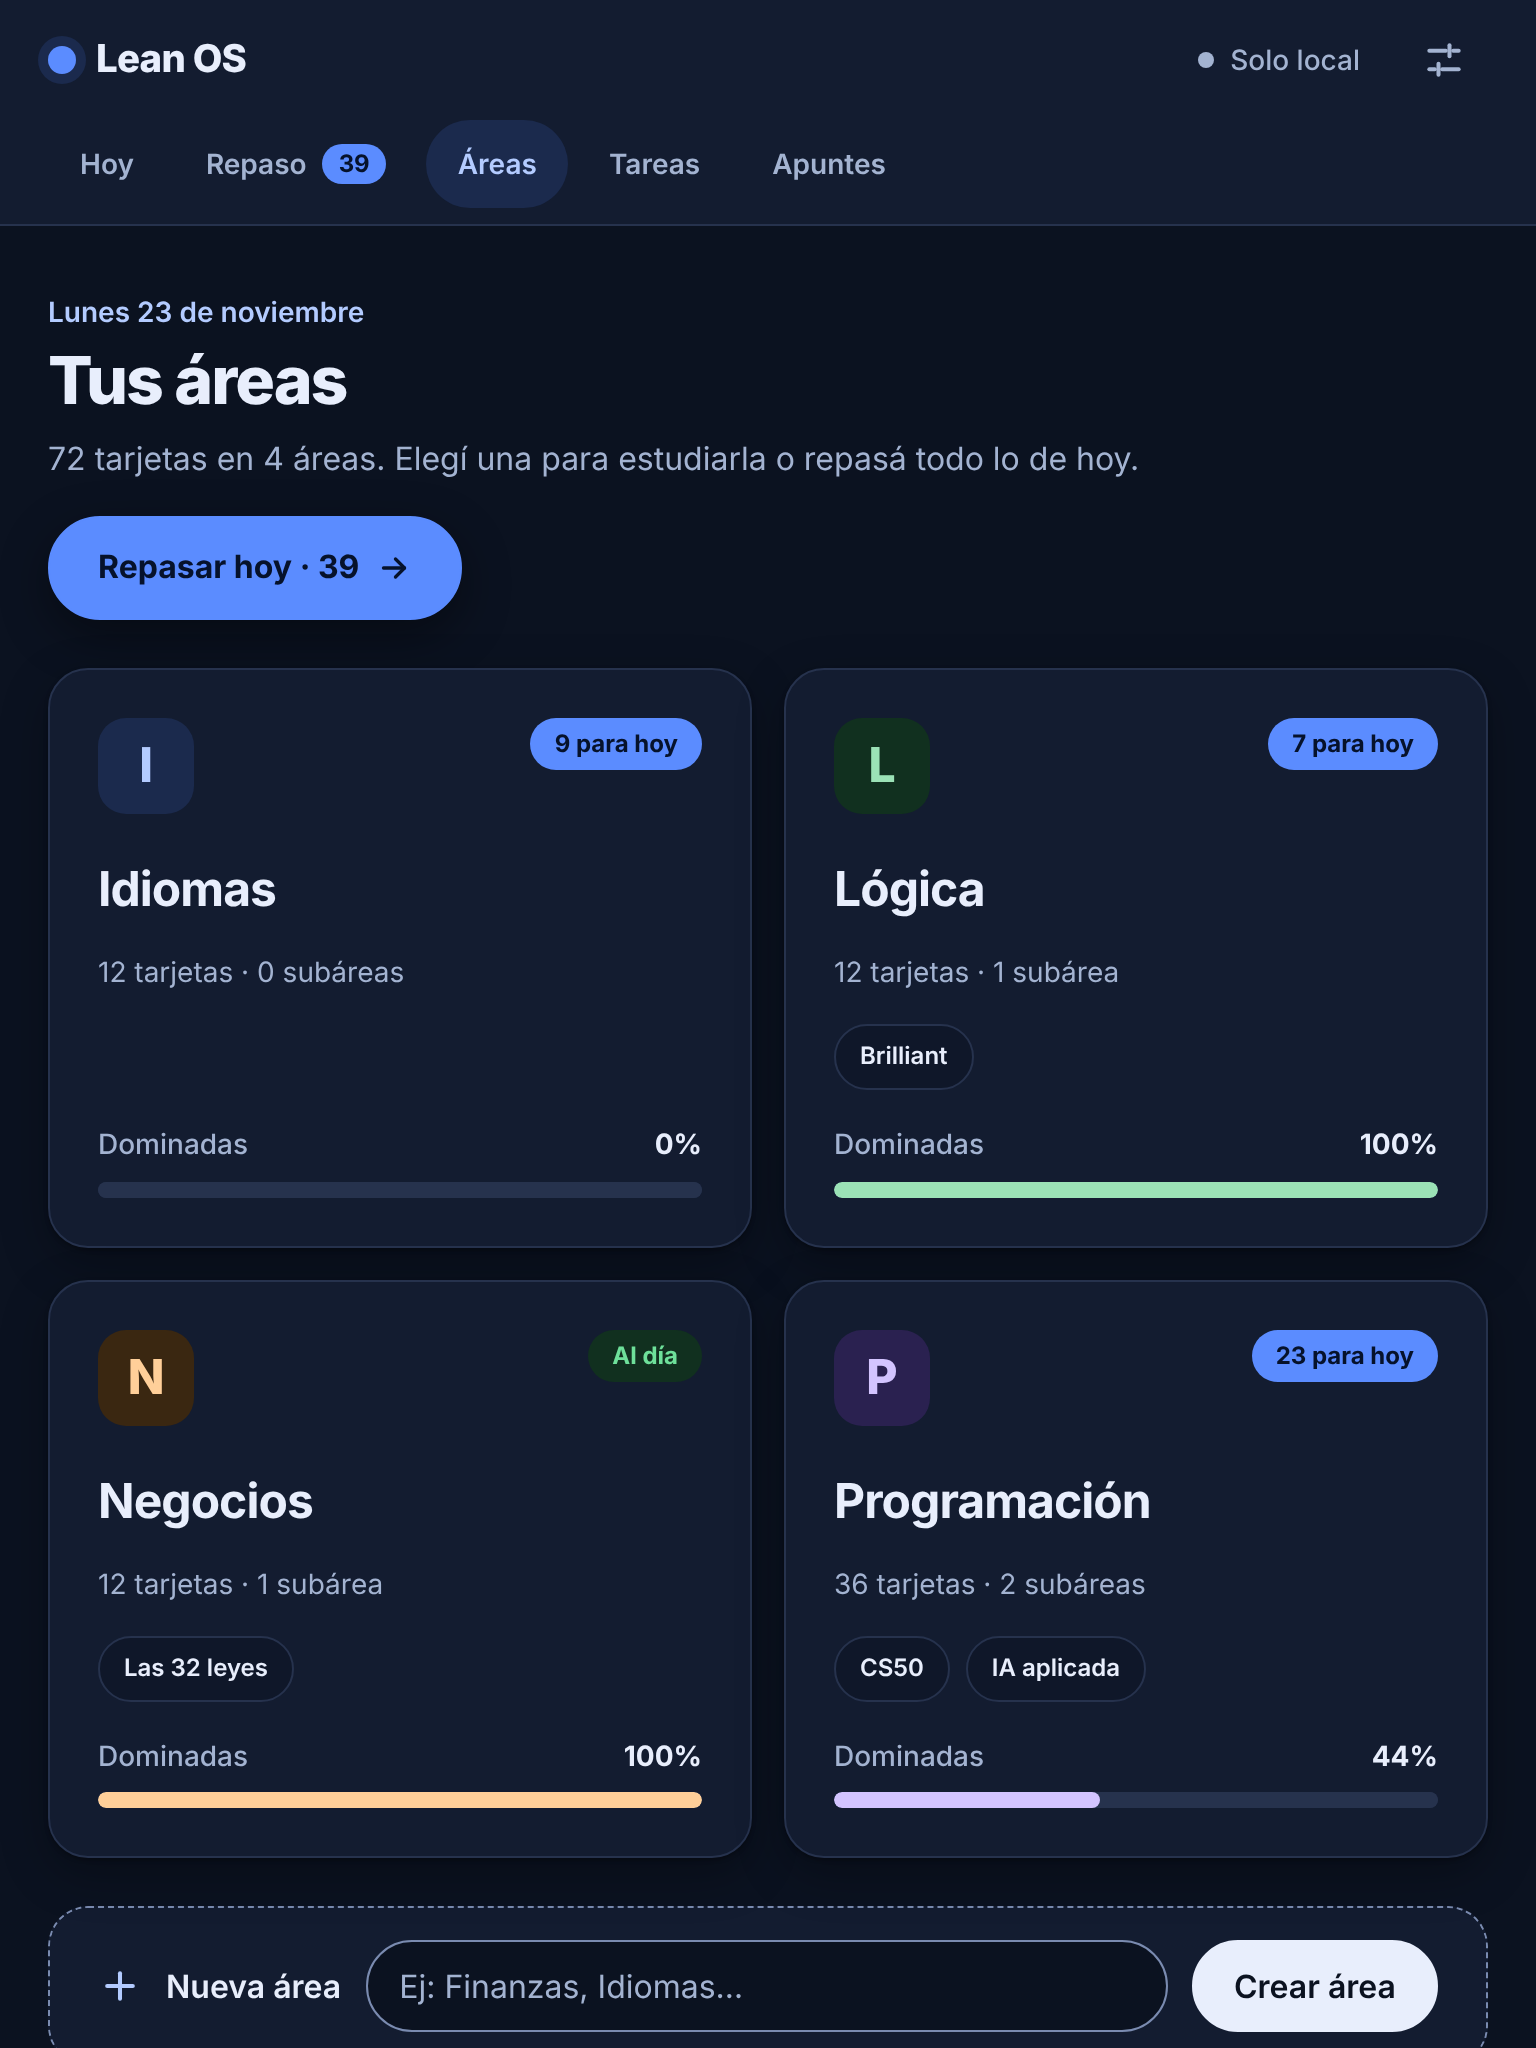 Lean OS
Solo local
Hoy
Repaso 39
Áreas
Tareas
Apuntes
Lunes 23 de noviembre
Tus áreas
72 tarjetas en 4 áreas. Elegí una para estudiarla o repasá todo lo de hoy.
Repasar hoy · 39 →
I
9 para hoy
Idiomas
12 tarjetas · 0 subáreas
Dominadas 0%
L
7 para hoy
Lógica
12 tarjetas · 1 subárea
Brilliant
Dominadas 100%
N
Al día
Negocios
12 tarjetas · 1 subárea
Las 32 leyes
Dominadas 100%
P
23 para hoy
Programación
36 tarjetas · 2 subáreas
CS50
IA aplicada
Dominadas 44%
+ Nueva área
Ej: Finanzas, Idiomas...
Crear área